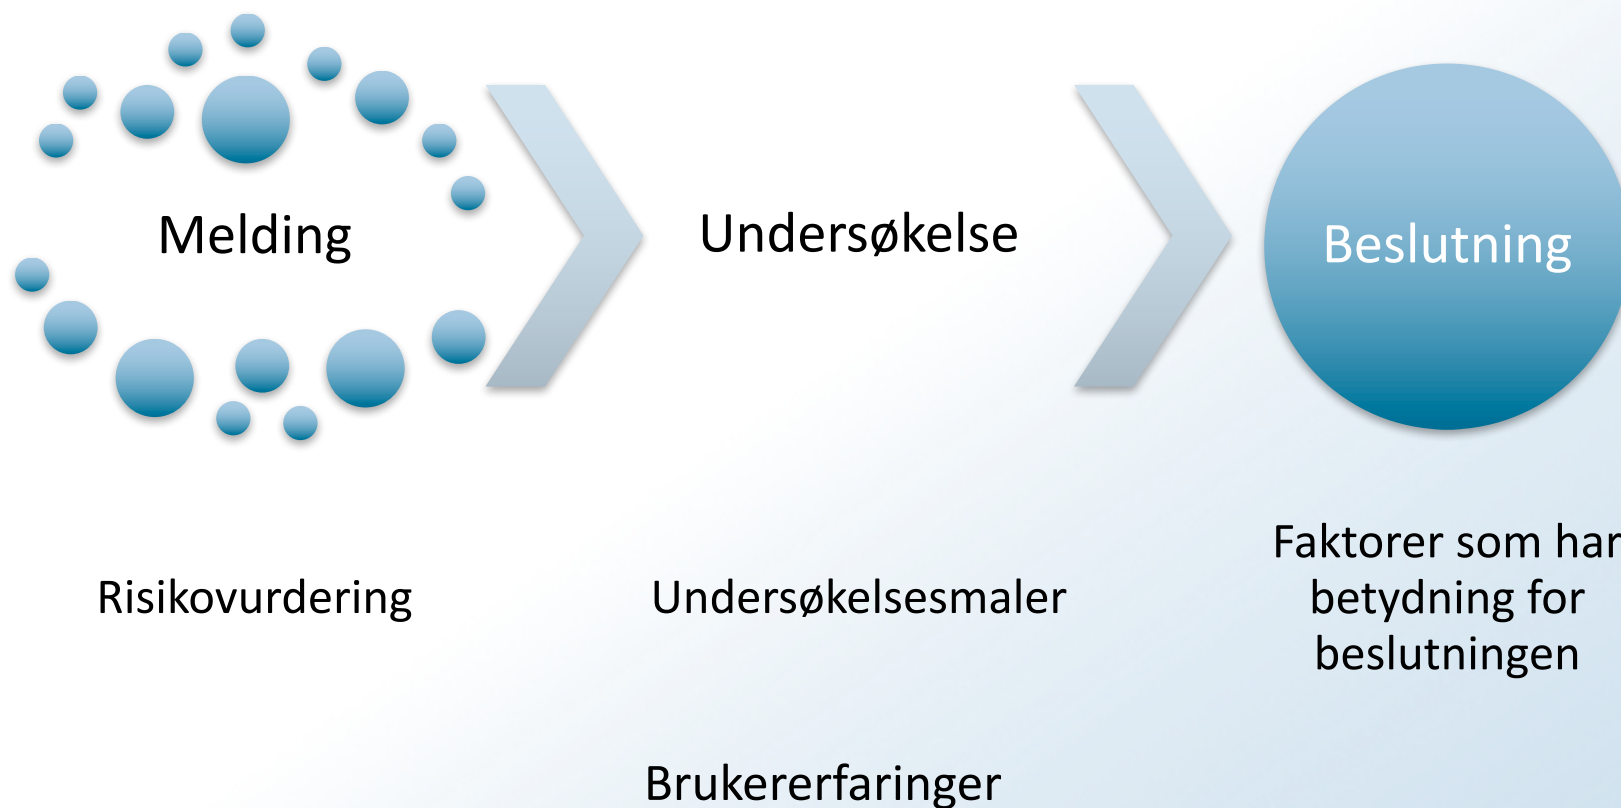 Melding
Undersøkelse
Beslutning
Risikovurdering
Undersøkelsesmaler
Faktorer som har
betydning for
beslutningen
Brukererfaringer